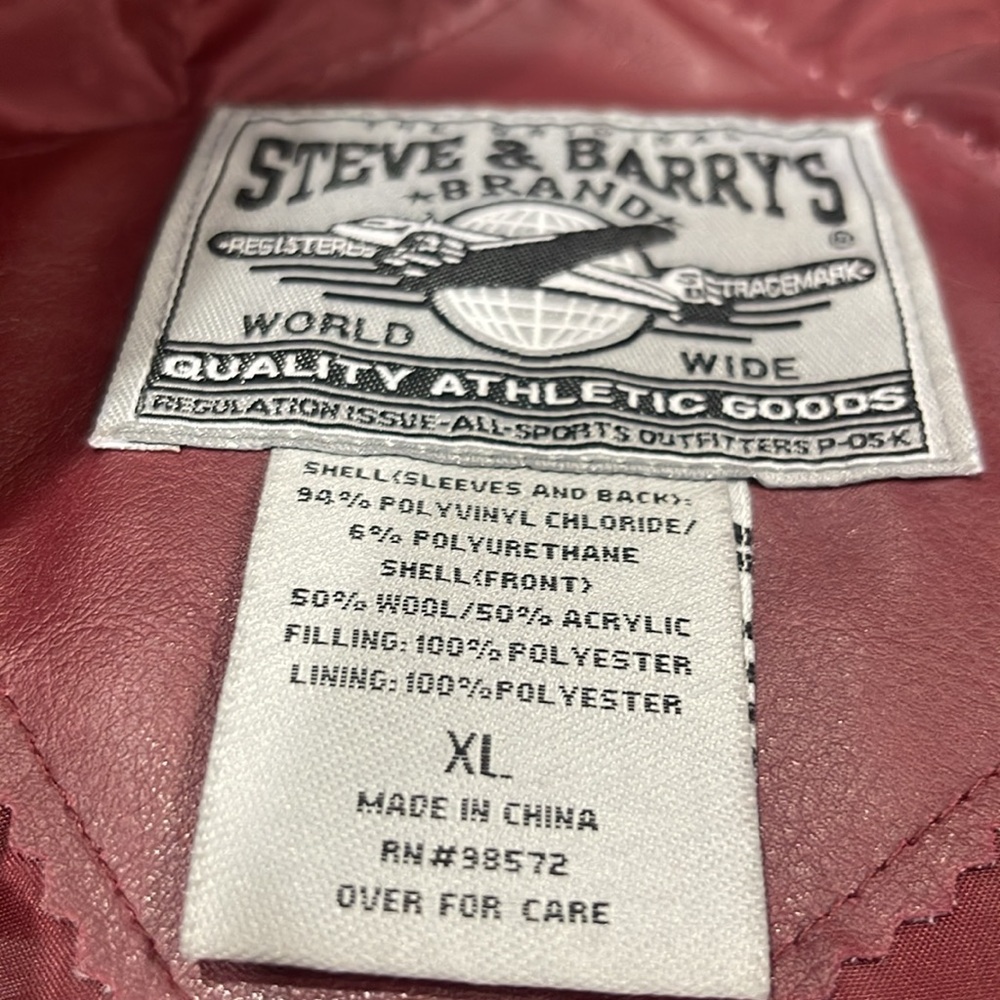 STEVE & BARRY'S
★BRAND★
®
REGISTERED
TRADEMARK
WORLD WIDE
QUALITY ATHLETIC GOODS
REGULATION ISSUE-ALL-SPORTS OUTFITTERS P-05-K
SHELL(SLEEVES AND BACK):
94% POLYVINYL CHLORIDE/
6% POLYURETHANE
SHELL(FRONT)
50% WOOL/50% ACRYLIC
FILLING:100% POLYESTER
LINING:100%POLYESTER
XL
MADE IN CHINA
RN#98572
OVER FOR CARE